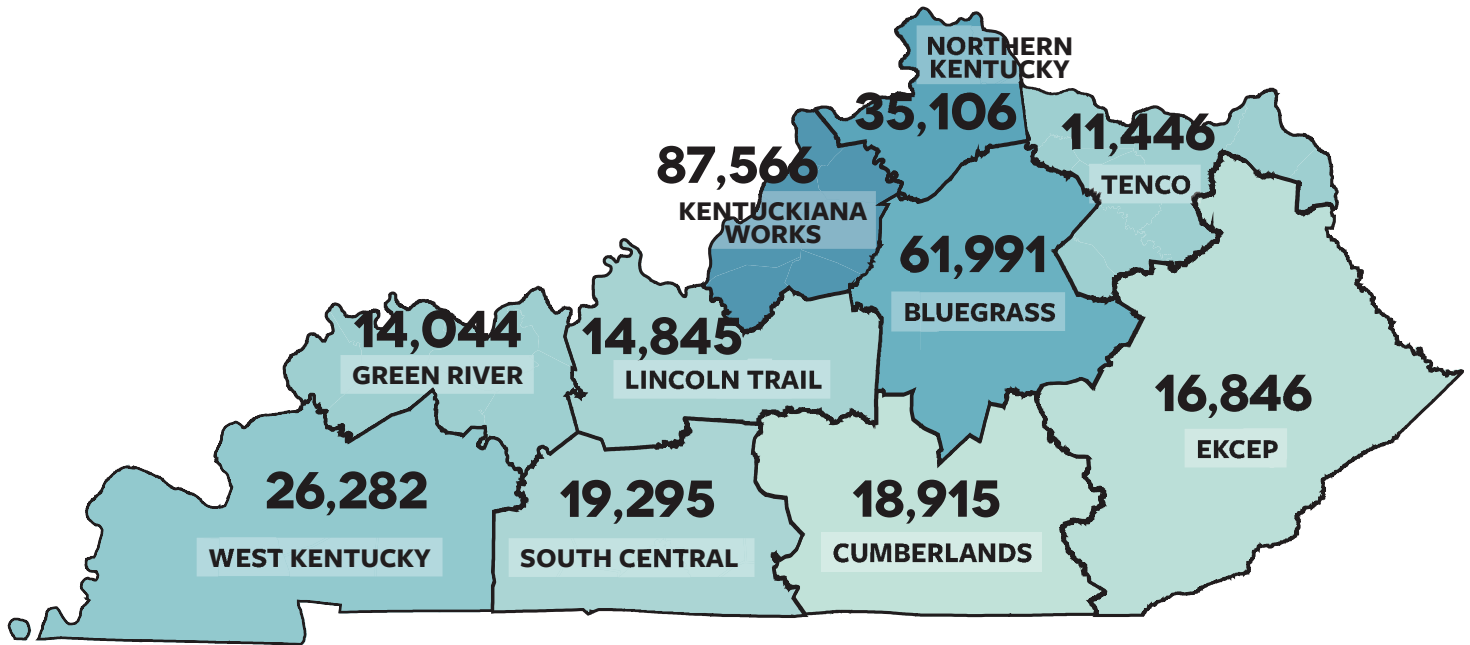 NORTHERN
KENTUCKY
35,106
11,446
TENCO
87,566
KENTUCKIANA
WORKS
61,991
BLUEGRASS
14,044
GREEN RIVER
14,845
LINCOLN TRAIL
16,846
EKCEP
26,282
WEST KENTUCKY
19,295
SOUTH CENTRAL
18,915
CUMBERLANDS